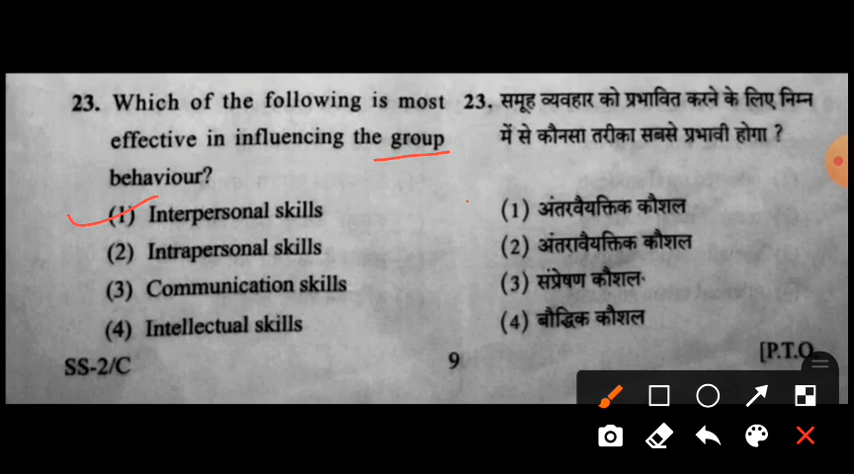 23. Which of the following is most
effective in influencing the group
behaviour?
(1) Interpersonal skills
(2) Intrapersonal skills
(3) Communication skills
(4) Intellectual skills
SS-2/C
23. समूह व्यवहार को प्रभावित करने के लिए निम्न
में से कौनसा तरीका सबसे प्रभावी होगा ?
(1) अंतरवैयक्तिक कौशल
(2) अंतरावैयक्तिक कौशल
(3) संप्रेषण कौशल
(4) बौद्धिक कौशल
9
[P.T.O.